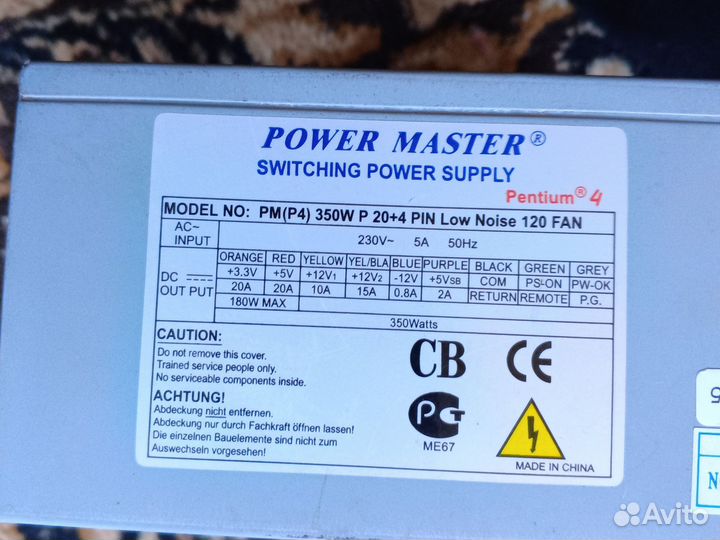 POWER MASTER®
SWITCHING POWER SUPPLY
Pentium® 4
MODEL NO: PM(P4) 350W P 20+4 PIN Low Noise 120 FAN
AC~ INPUT 230V~ 5A 50Hz
ORANGE RED YELLOW YEL/BLA BLUE PURPLE BLACK GREEN GREY
DC OUT PUT +3.3V +5V +12V1 +12V2 -12V +5VSB COM PS-ON PW-OK
20A 20A 10A 15A 0.8A 2A RETURN REMOTE P.G.
180W MAX
350Watts
CAUTION:
Do not remove this cover.
Trained service people only.
No serviceable components inside.
ACHTUNG!
Abdeckung nicht entfernen.
Abdeckung nur durch Fachkraft öffnen lassen!
Die einzelnen Bauelemente sind nicht zum
Auswechseln vorgesehen!
CB CE
РСТ
ME67
MADE IN CHINA
N
Avito